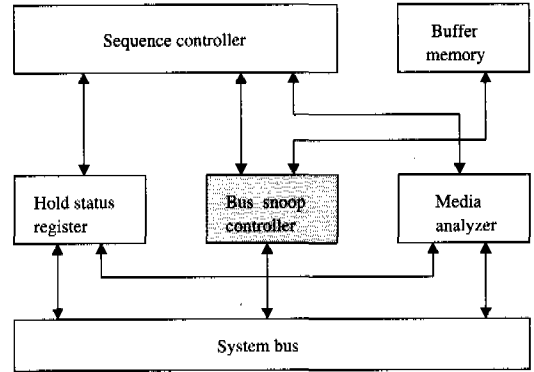 Sequence controller
Buffer
memory
Hold status
register
Bus snoop
controller
Media
analyzer
System bus